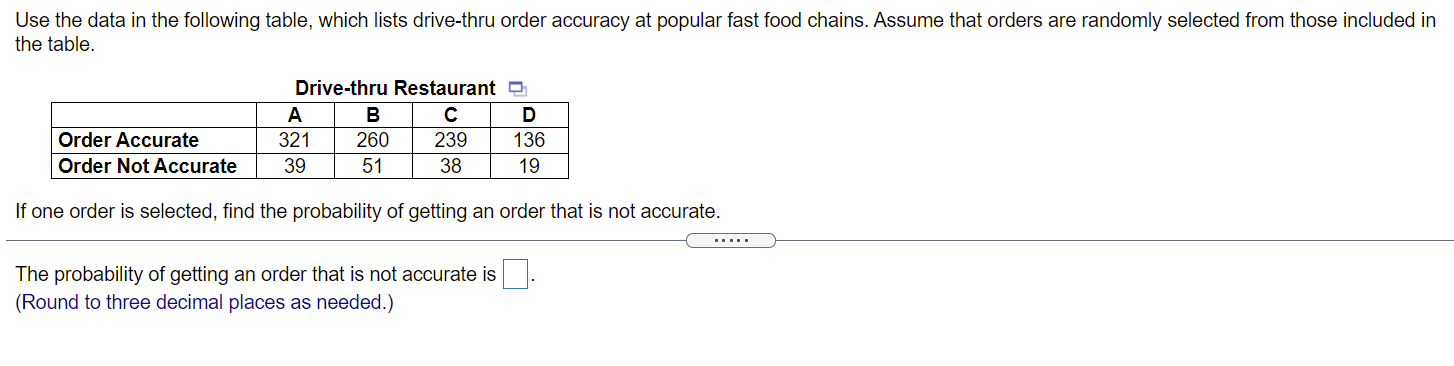 Use the data in the following table, which lists drive-thru order accuracy at popular fast food chains. Assume that orders are randomly selected from those included in
the table.
Drive-thru Restaurant
A B C D
Order Accurate 321 260 239 136
Order Not Accurate 39 51 38 19
If one order is selected, find the probability of getting an order that is not accurate.
The probability of getting an order that is not accurate is .
(Round to three decimal places as needed.)